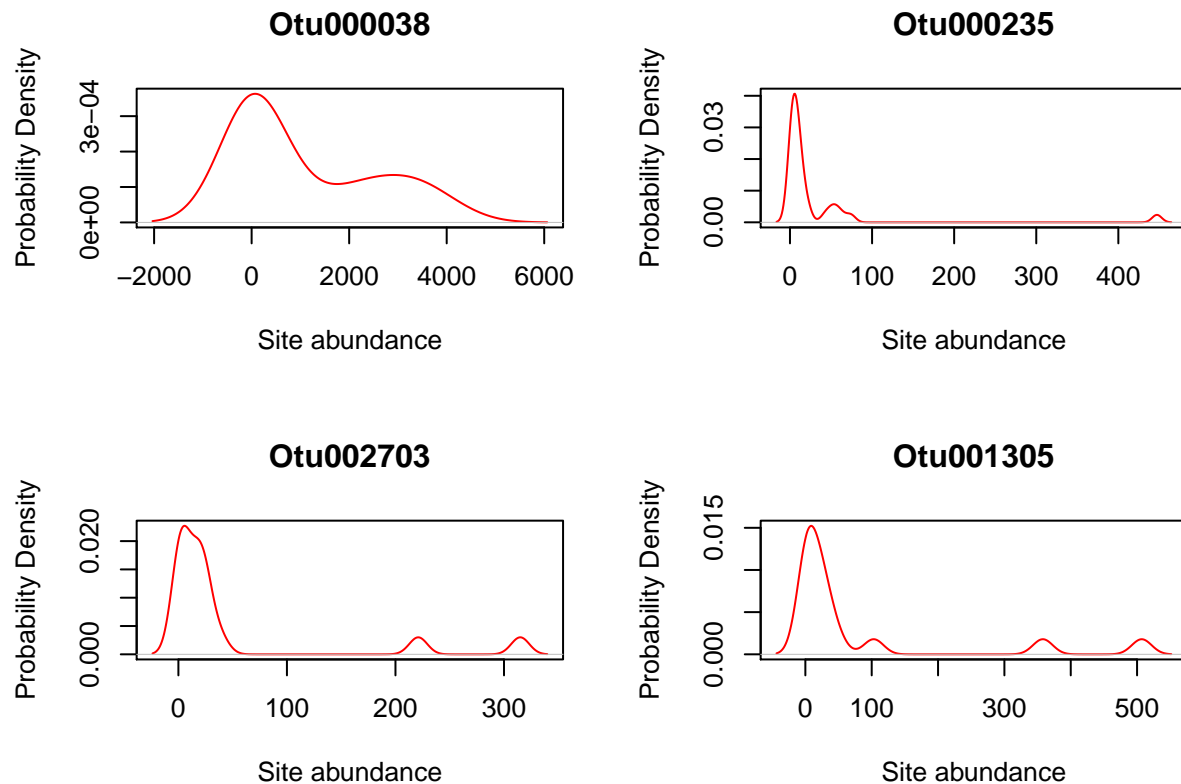 Otu000038
Probability Density
0e+00 3e−04
−2000 0 2000 4000 6000
Site abundance
Otu000235
Probability Density
0.00 0.03
0 100 200 300 400
Site abundance
Otu002703
Probability Density
0.000 0.020
0 100 200 300
Site abundance
Otu001305
Probability Density
0.000 0.015
0 100 300 500
Site abundance